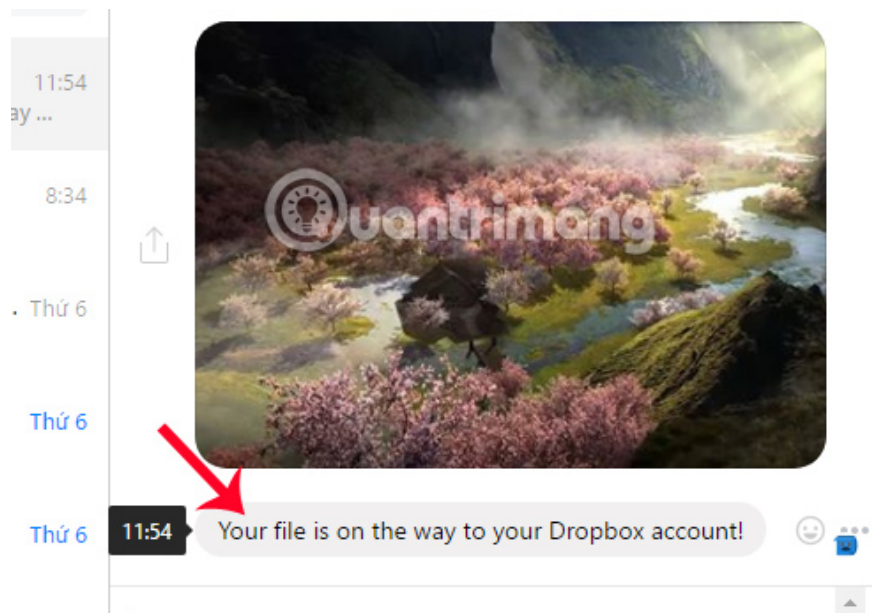 11:54
ay ...
8:34
. Thứ 6
Thứ 6
Thứ 6
Quantrimang
11:54
Your file is on the way to your Dropbox account!